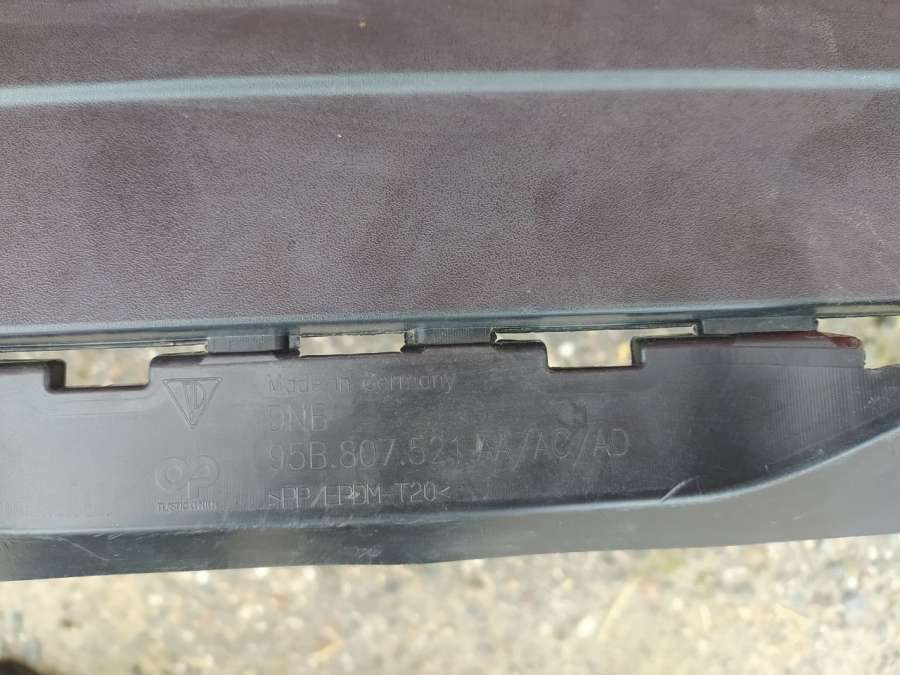 Made in Germany
DNB
95B.807.521 AA/AC/AD
>PP/EPDM-T20<